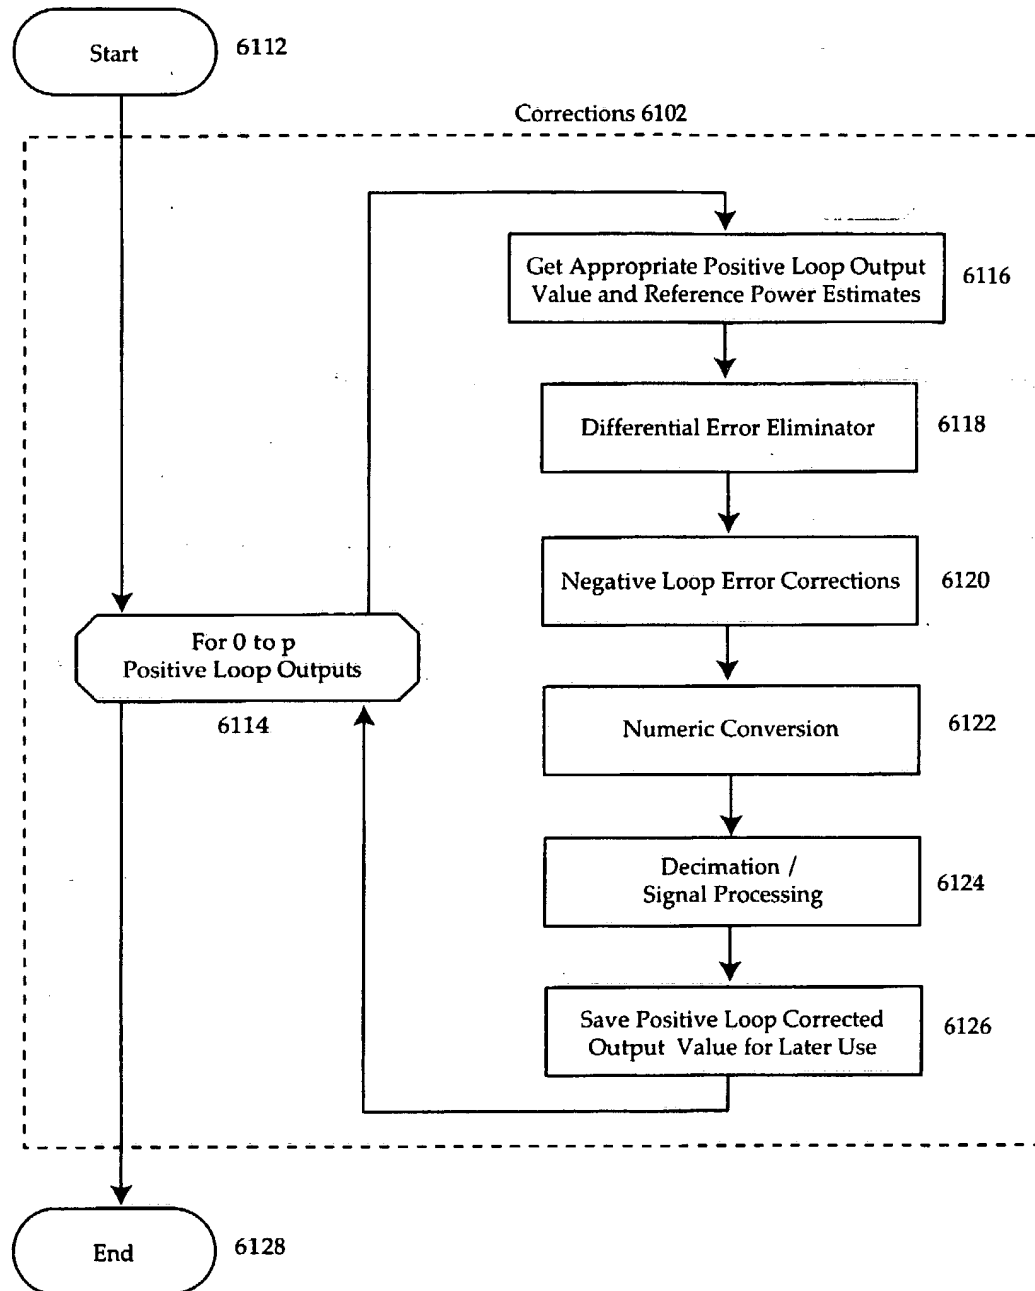 Start
6112
Corrections 6102
Get Appropriate Positive Loop Output
Value and Reference Power Estimates
6116
Differential Error Eliminator
6118
Negative Loop Error Corrections
6120
For 0 to p
Positive Loop Outputs
6114
Numeric Conversion
6122
Decimation /
Signal Processing
6124
Save Positive Loop Corrected
Output Value for Later Use
6126
End
6128